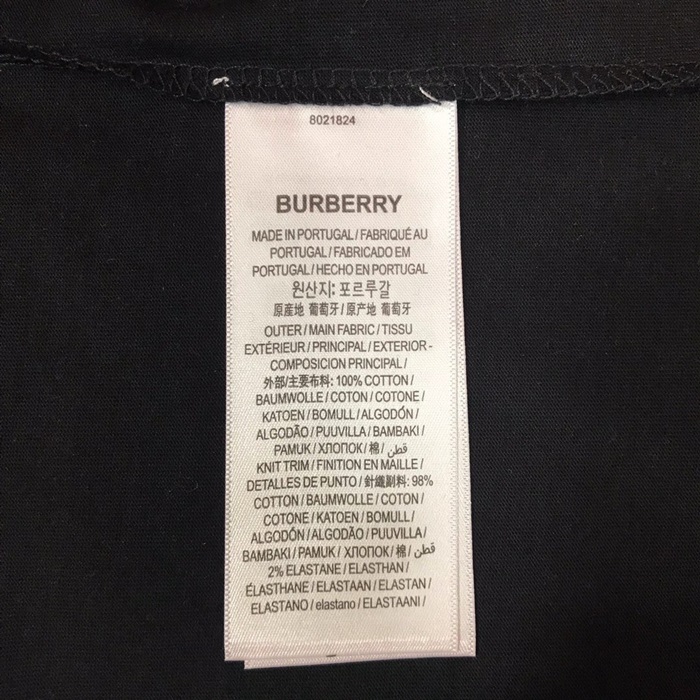 8021824
BURBERRY
MADE IN PORTUGAL / FABRIQUÉ AU
PORTUGAL / FABRICADO EM
PORTUGAL / HECHO EN PORTUGAL
원산지: 포르투갈
原産地 葡萄牙 / 原产地 葡萄牙
OUTER / MAIN FABRIC / TISSU
EXTÉRIEUR / PRINCIPAL / EXTERIOR -
COMPOSICION PRINCIPAL /
外部/主要布料: 100% COTTON /
BAUMWOLLE / COTON / COTONE /
KATOEN / BOMULL / ALGODÓN /
ALGODÃO / PUUVILLA / BAMBAKI /
PAMUK / ХЛОПОК / 棉 / قطن /
KNIT TRIM / FINITION EN MAILLE /
DETALLES DE PUNTO / 針織副料: 98%
COTTON / BAUMWOLLE / COTON /
COTONE / KATOEN / BOMULL /
ALGODÓN / ALGODÃO / PUUVILLA /
BAMBAKI / PAMUK / ХЛОПОК / 棉 / قطن /
2% ELASTANE / ELASTHAN /
ÉLASTHANE / ELASTAAN / ELASTAN /
ELASTANO / elastano / ELASTAANI /